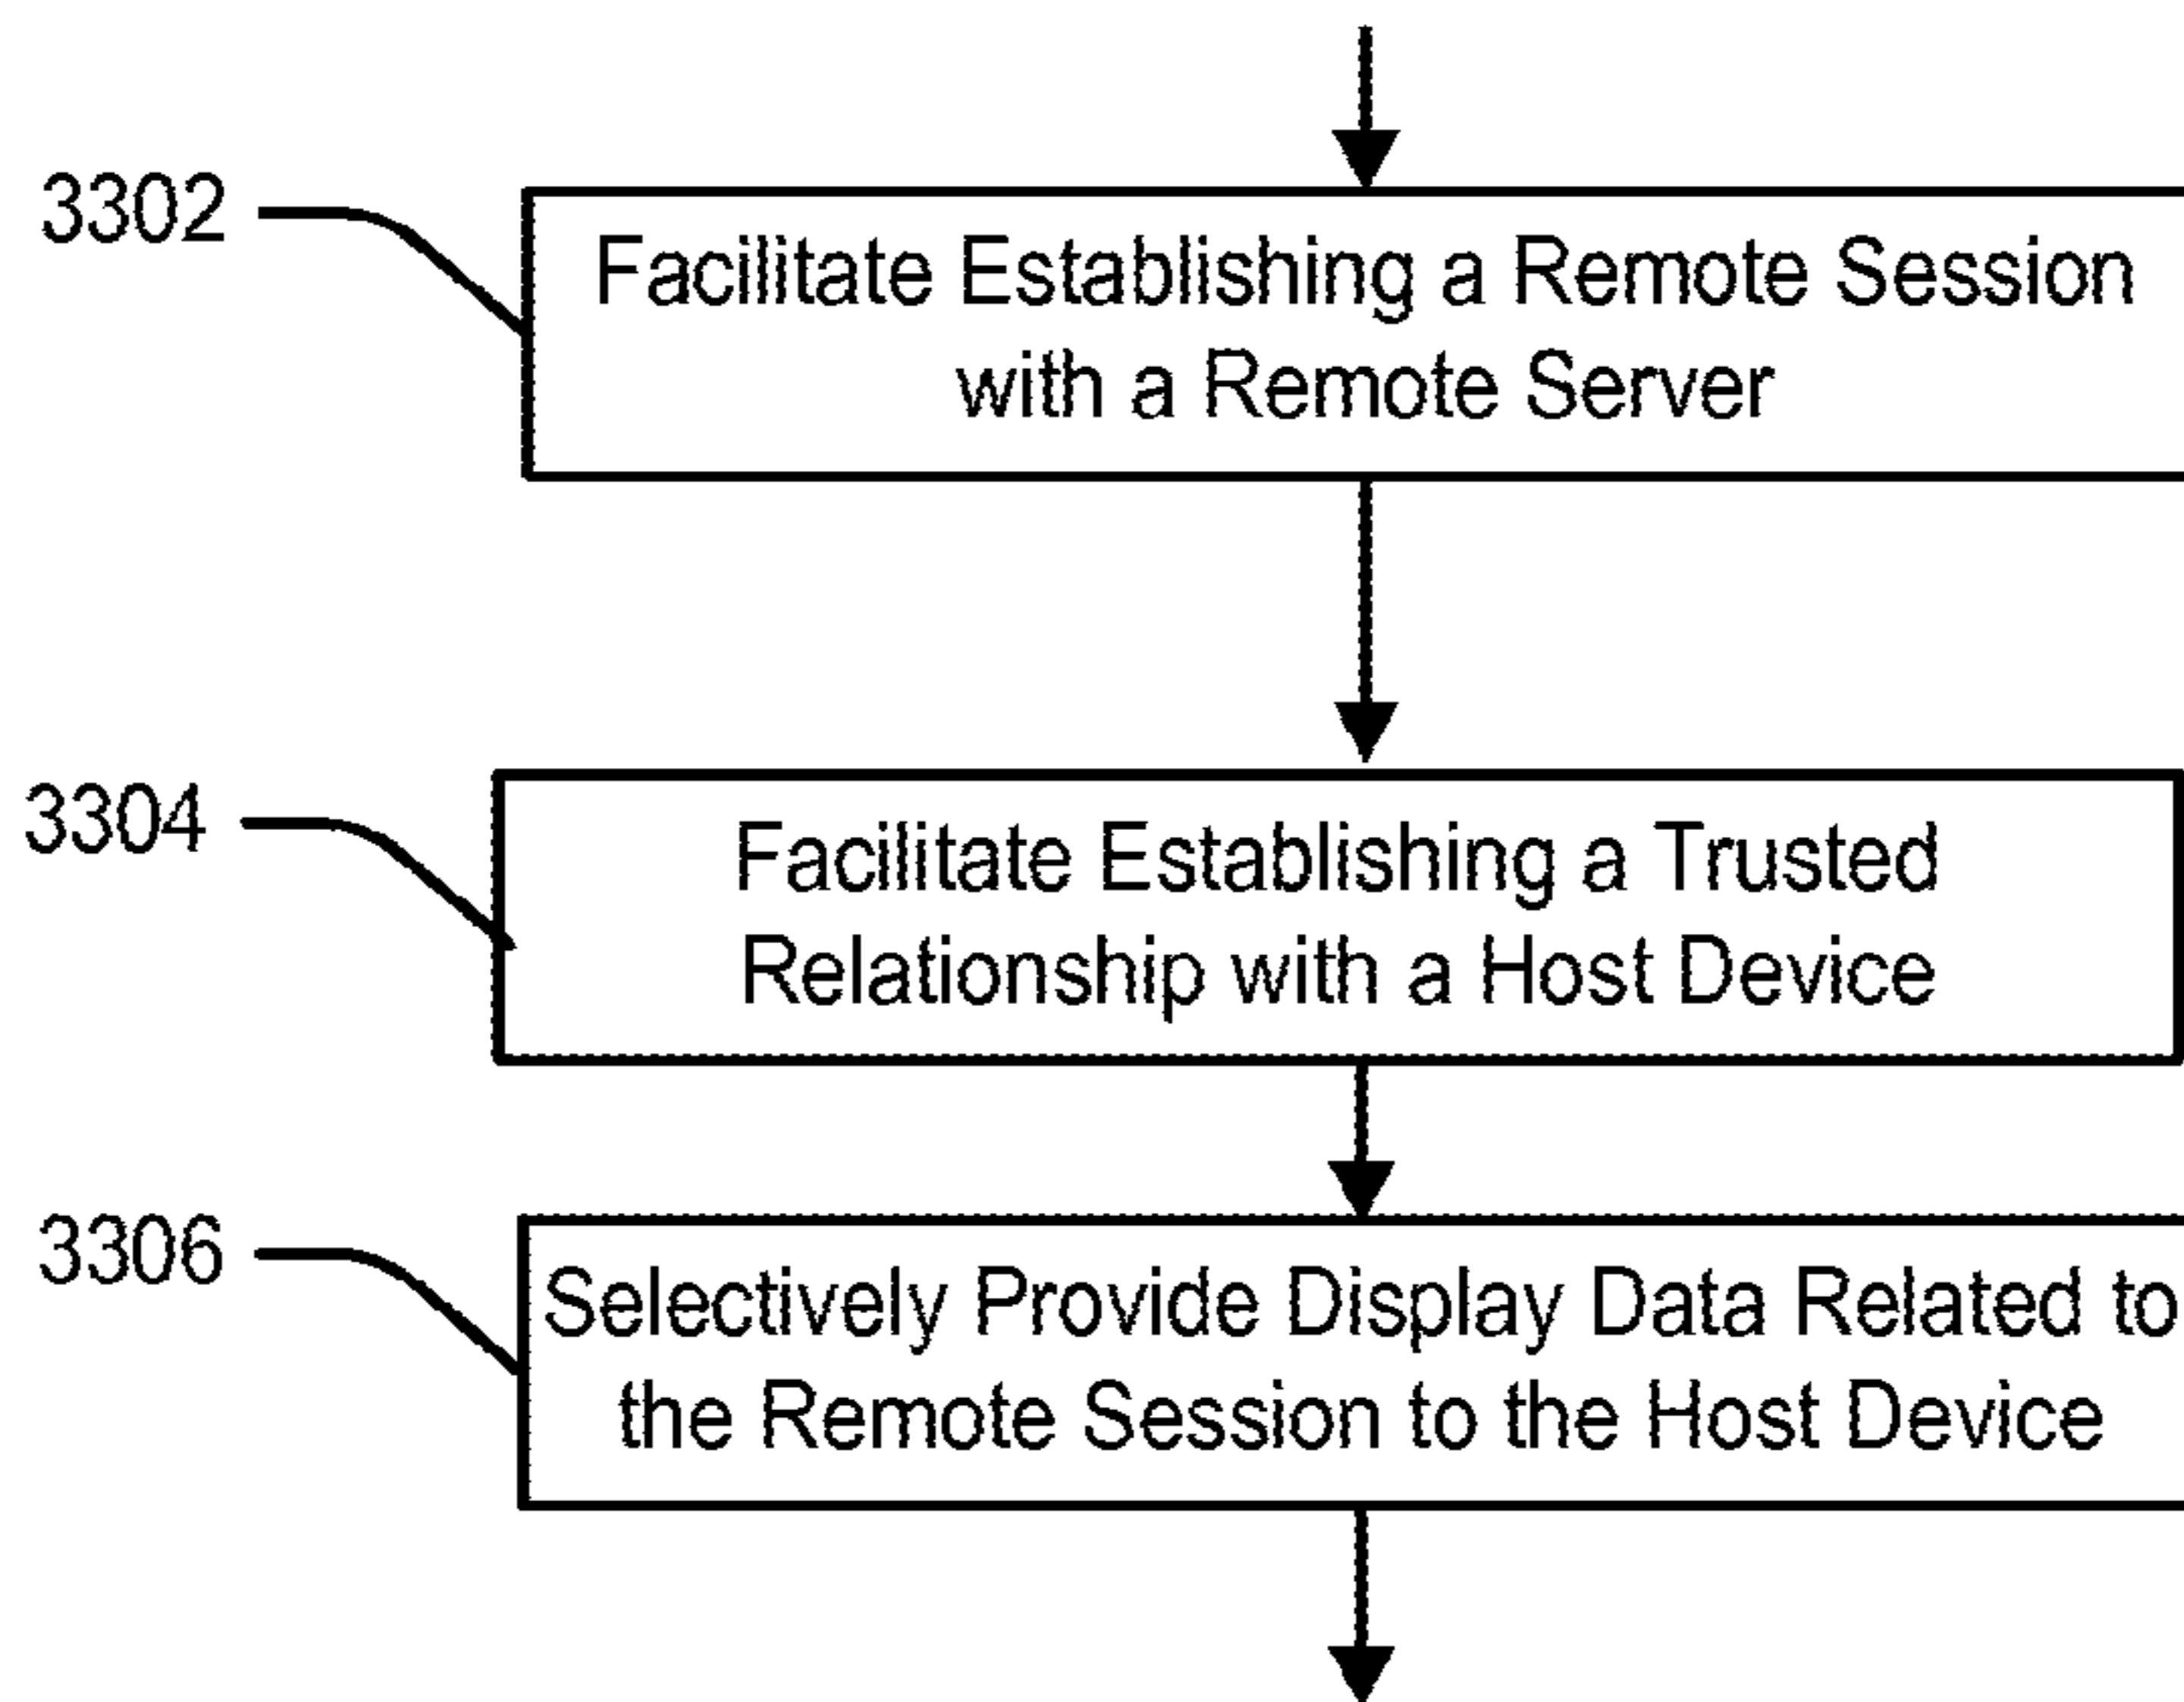 3302
Facilitate Establishing a Remote Session
with a Remote Server
3304
Facilitate Establishing a Trusted
Relationship with a Host Device
3306
Selectively Provide Display Data Related to
the Remote Session to the Host Device